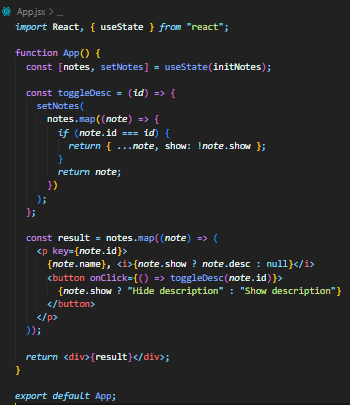 App.jsx > ...
import React, { useState } from "react";
function App() {
const [notes, setNotes] = useState(initNotes);
const toggleDesc = (id) => {
setNotes(
notes.map((note) => {
if (note.id === id) {
return { ...note, show: !note.show };
}
return note;
})
);
};
const result = notes.map((note) => (
<p key={note.id}>
{note.name}, <i>{note.show ? note.desc : null}</i>
<button onClick={() => toggleDesc(note.id)}>
{note.show ? "Hide description" : "Show description"}
</button>
</p>
));
return <div>{result}</div>;
}
export default App;